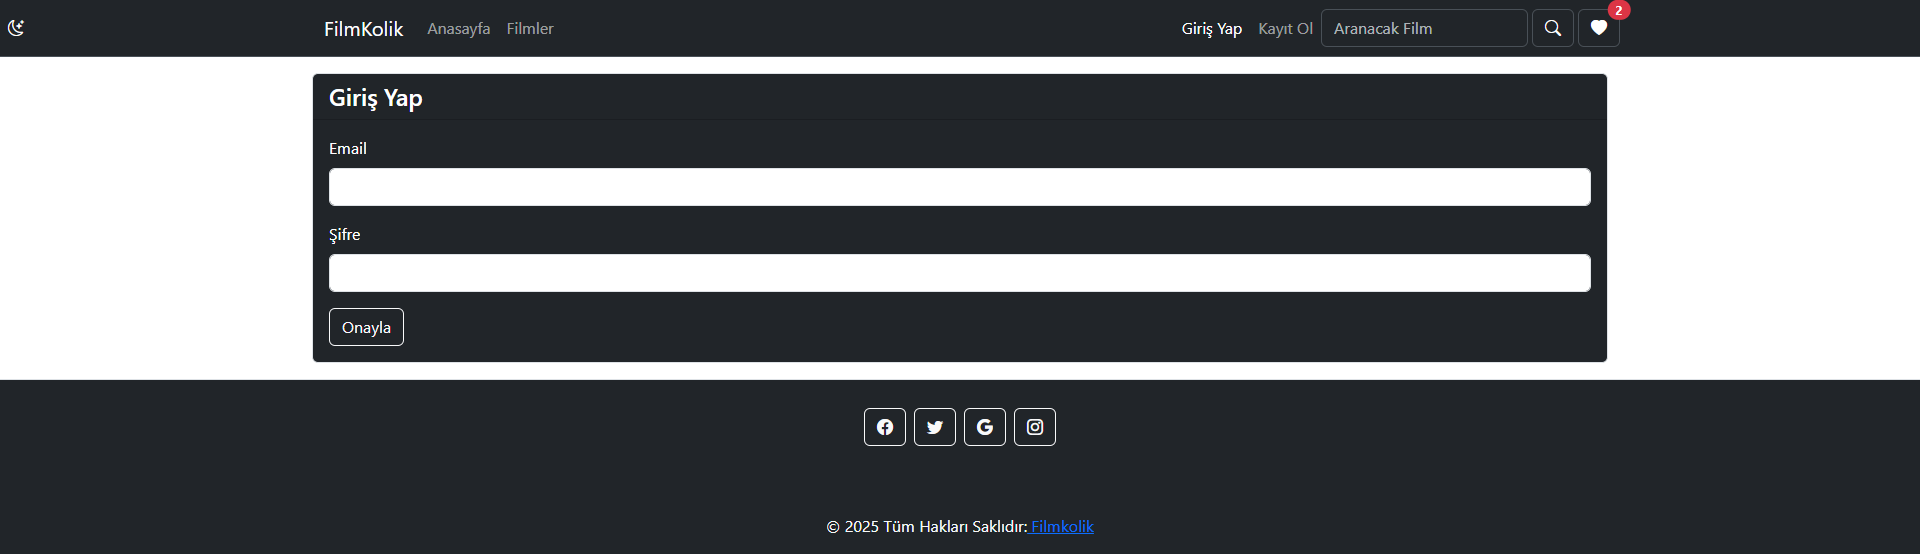 FilmKolik Anasayfa Filmler Giriş Yap Kayıt Ol Aranacak Film 2
Giriş Yap
Email
Şifre
Onayla
© 2025 Tüm Hakları Saklıdır: Filmkolik